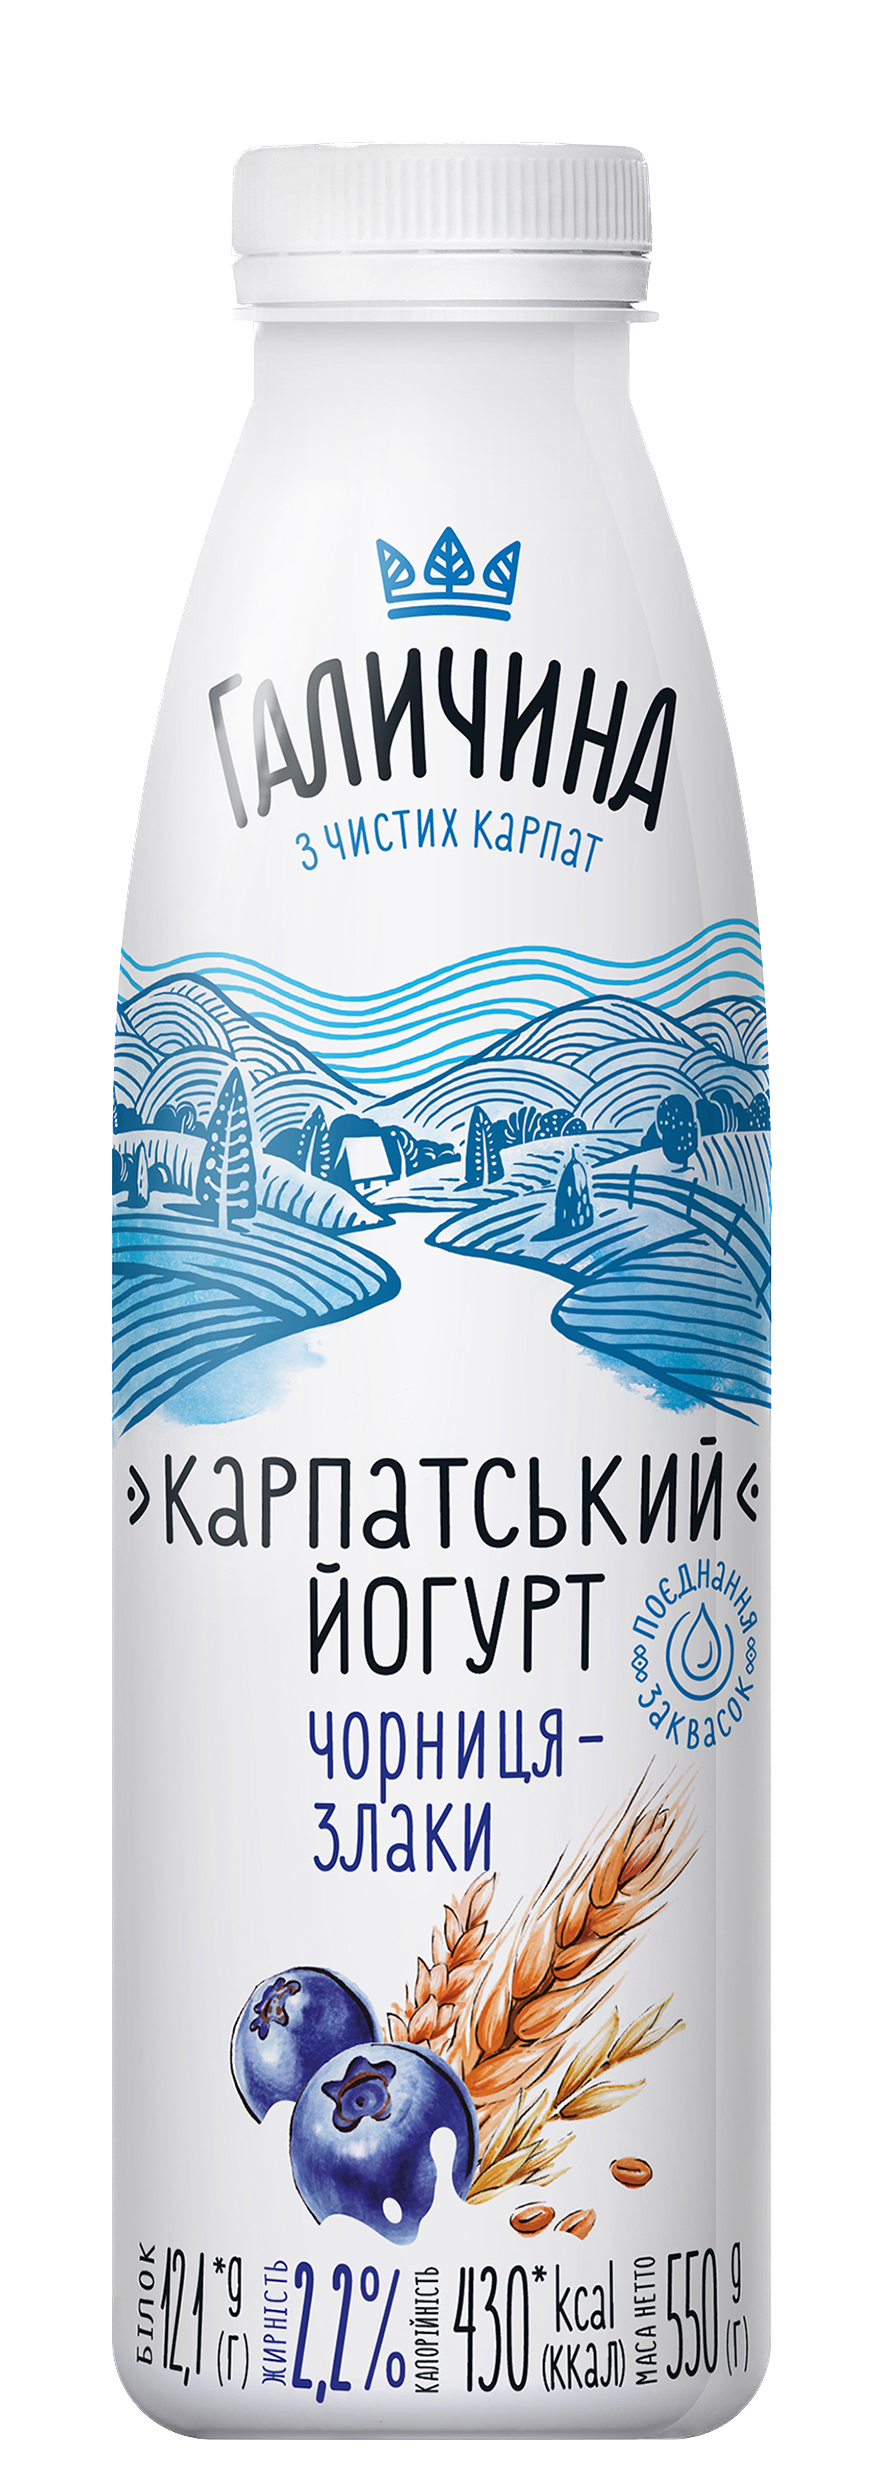 ГАЛИЧИНА
З ЧИСТИХ КАРПАТ
КАРПАТСЬКИЙ
ЙОГУРТ
ПОЄДНАННЯ
ЗАКВАСОК
ЧОРНИЦЯ-
ЗЛАКИ
БІЛОК 12,1*g (г)
ЖИРНІСТЬ 2,2%
КАЛОРІЙНІСТЬ 430* kcal (ккал)
МАСА НЕТТО 550 g (г)